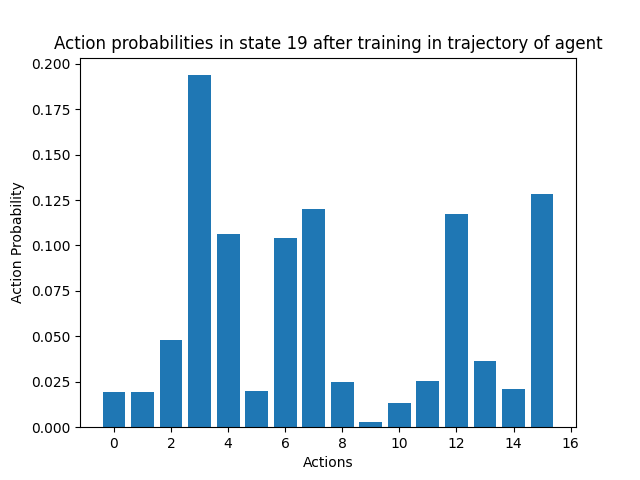 Action probabilities in state 19 after training in trajectory of agent
0.200
0.175
0.150
0.125
0.100
0.075
0.050
0.025
0.000
Action Probability
0 2 4 6 8 10 12 14 16
Actions